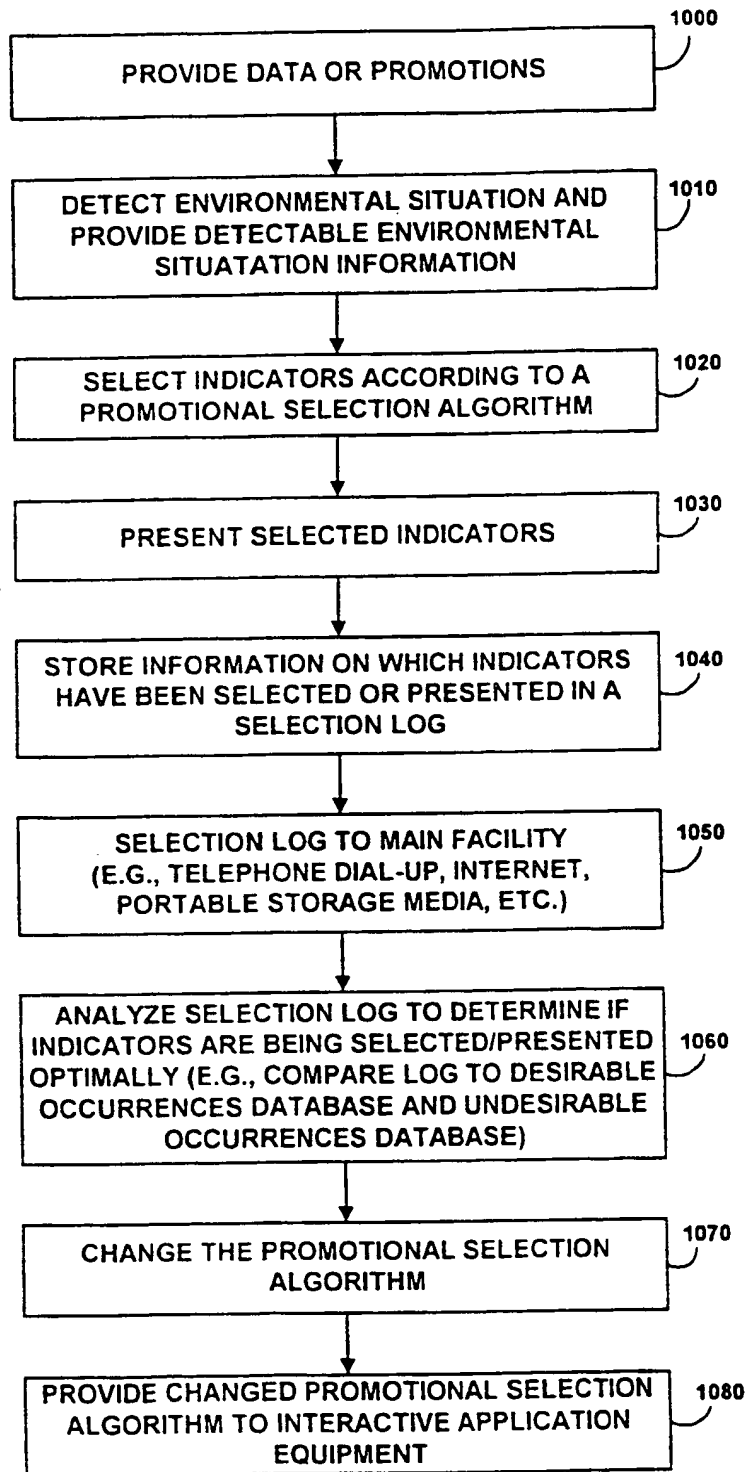 1000
PROVIDE DATA OR PROMOTIONS
DETECT ENVIRONMENTAL SITUATION AND
PROVIDE DETECTABLE ENVIRONMENTAL
SITUATATION INFORMATION
1010
SELECT INDICATORS ACCORDING TO A
PROMOTIONAL SELECTION ALGORITHM
1020
PRESENT SELECTED INDICATORS
1030
STORE INFORMATION ON WHICH INDICATORS
HAVE BEEN SELECTED OR PRESENTED IN A
SELECTION LOG
1040
SELECTION LOG TO MAIN FACILITY
(E.G., TELEPHONE DIAL-UP, INTERNET,
PORTABLE STORAGE MEDIA, ETC.)
1050
ANALYZE SELECTION LOG TO DETERMINE IF
INDICATORS ARE BEING SELECTED/PRESENTED
OPTIMALLY (E.G., COMPARE LOG TO DESIRABLE
OCCURRENCES DATABASE AND UNDESIRABLE
OCCURRENCES DATABASE)
1060
CHANGE THE PROMOTIONAL SELECTION
ALGORITHM
1070
PROVIDE CHANGED PROMOTIONAL SELECTION
ALGORITHM TO INTERACTIVE APPLICATION
EQUIPMENT
1080